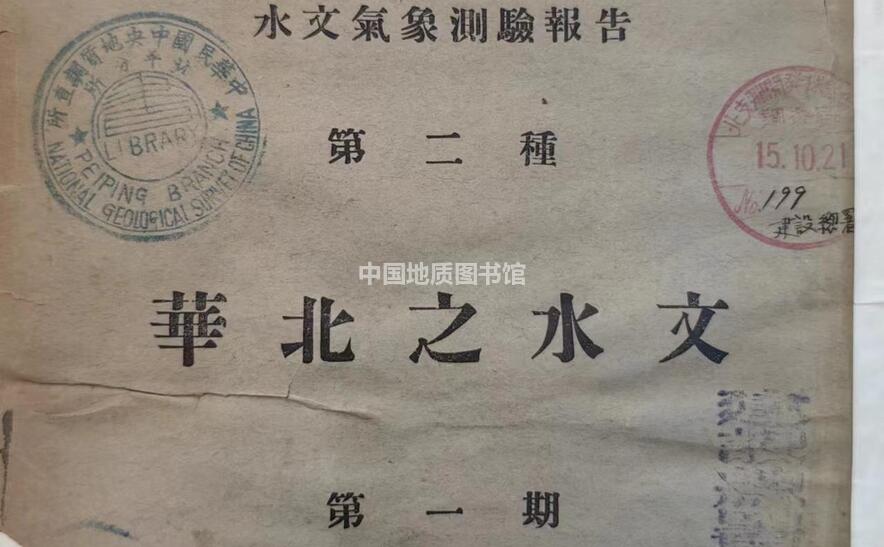 水文氣象測驗報告
中華民國中央地質調查所
北平分所
LIBRARY
PEIPING BRANCH
NATIONAL GEOLOGICAL SURVEY OF CHINA
第二種
15.10.21
No. 199
建設總署
中国地质图书馆
華北之水文
第一期